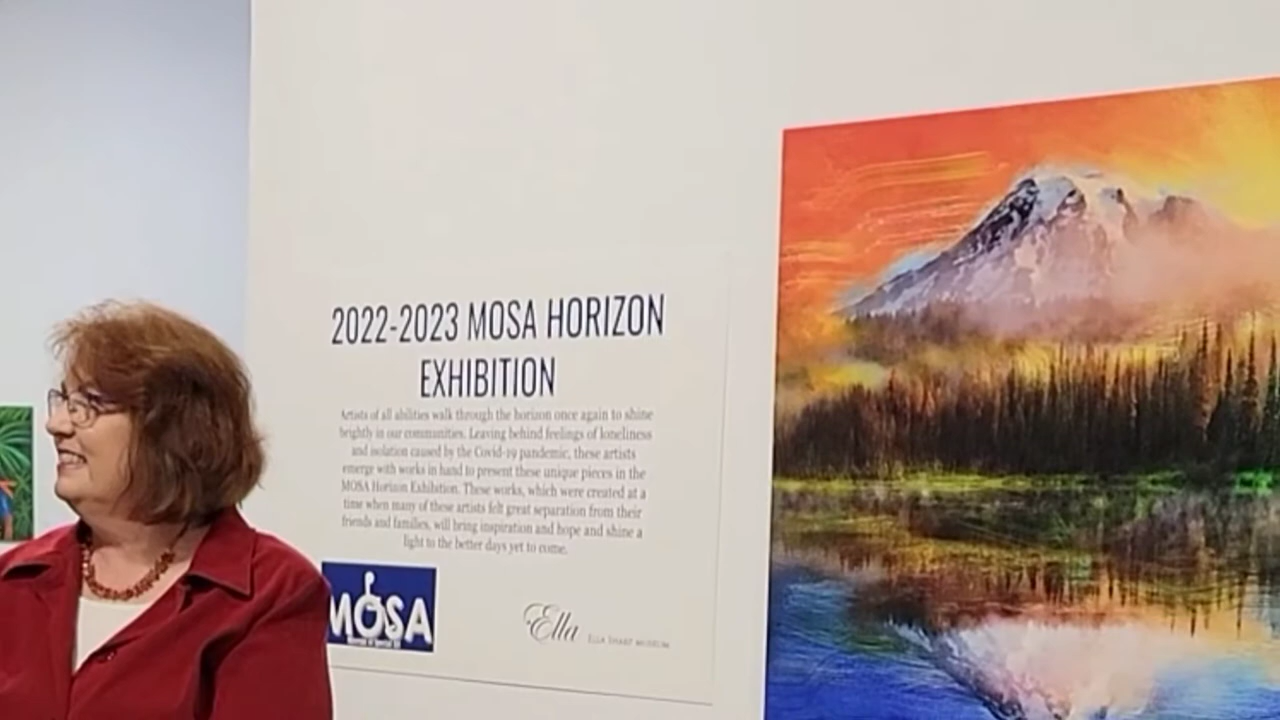 2022-2023 MOSA HORIZON
EXHIBITION
Artists of all abilities walk through the horizon once again to shine
brightly in our communities. Leaving behind feelings of loneliness
and isolation caused by the Covid-19 pandemic, these artists
emerge with works in hand to present these unique pieces in the
MOSA Horizon Exhibition. These works, which were created at a
time when many of these artists felt great separation from their
friends and families, will bring inspiration and hope and shine a
light to the better days yet to come.
MOSA
Ella ELLA SHARP MUSEUM